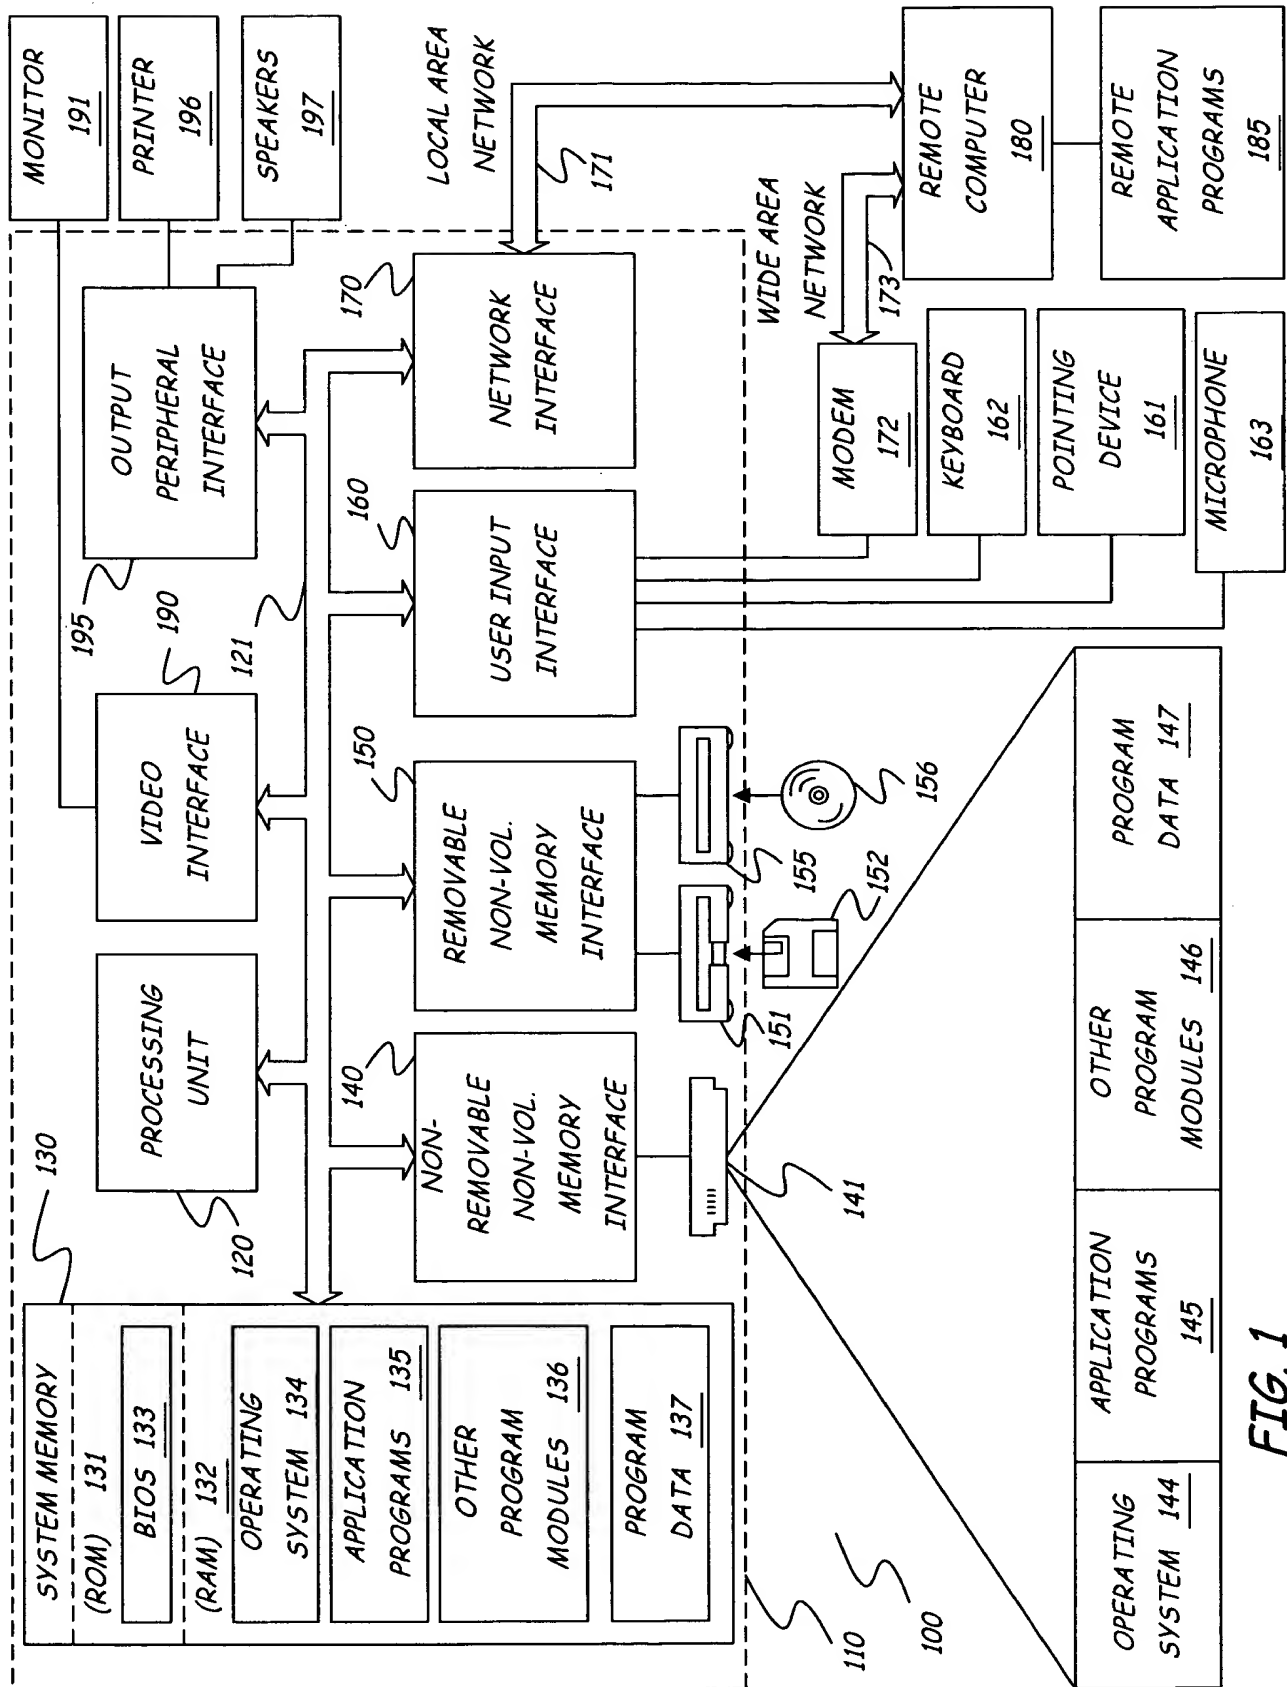 SYSTEM MEMORY
(ROM) 131
BIOS 133
(RAM) 132
OPERATING
SYSTEM 134
APPLICATION
PROGRAMS 135
OTHER
PROGRAM
MODULES 136
PROGRAM
DATA 137
130
PROCESSING
UNIT
120
VIDEO
INTERFACE
190
121
OUTPUT
PERIPHERAL
INTERFACE
195
MONITOR
191
PRINTER
196
SPEAKERS
197
140
NON-
REMOVABLE
NON-VOL.
MEMORY
INTERFACE
150
REMOVABLE
NON-VOL.
MEMORY
INTERFACE
160
USER INPUT
INTERFACE
170
NETWORK
INTERFACE
LOCAL AREA
NETWORK
171
141
151
152
155
156
WIDE AREA
NETWORK
173
MODEM
172
KEYBOARD
162
POINTING
DEVICE
161
MICROPHONE
163
REMOTE
COMPUTER
180
REMOTE
APPLICATION
PROGRAMS
185
110
100
OPERATING
SYSTEM 144
APPLICATION
PROGRAMS
145
OTHER
PROGRAM
MODULES 146
PROGRAM
DATA 147
FIG. 1